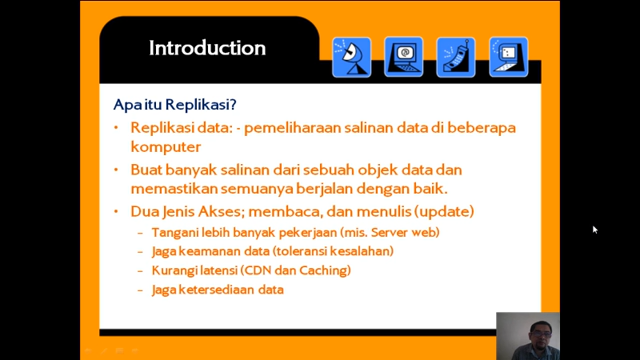 Introduction
Apa itu Replikasi?
• Replikasi data: - pemeliharaan salinan data di beberapa
komputer
• Buat banyak salinan dari sebuah objek data dan
memastikan semuanya berjalan dengan baik.
• Dua Jenis Akses; membaca, dan menulis (update)
– Tangani lebih banyak pekerjaan (mis. Server web)
– Jaga keamanan data (toleransi kesalahan)
– Kurangi latensi (CDN dan Caching)
– Jaga ketersediaan data